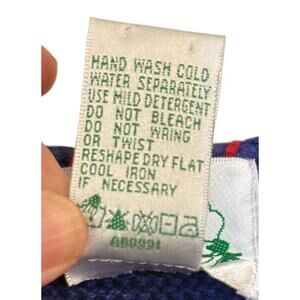 HAND WASH COLD
WATER SEPARATELY
USE MILD DETERGENT
DO NOT BLEACH
DO NOT WRING
OR TWIST
RESHAPE DRY FLAT
COOL IRON
IF NECESSARY